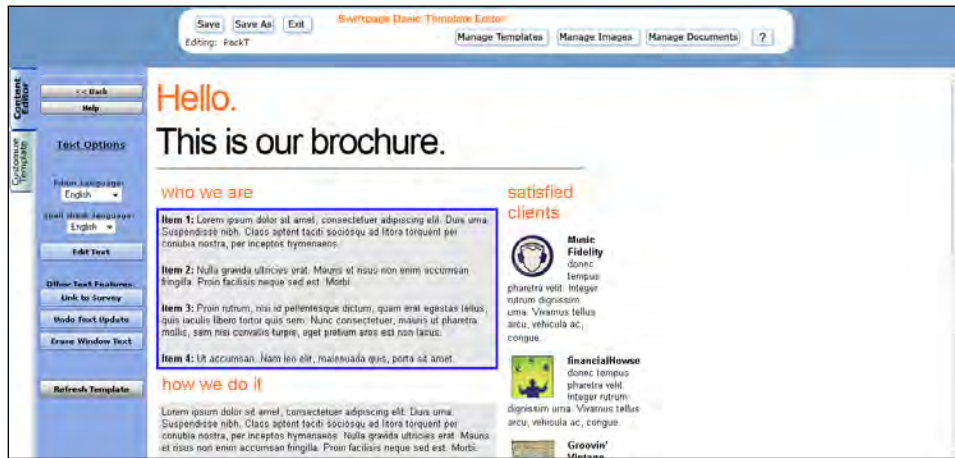 Swiftpage Basic Template Editor
Save Save As Exit
Editing: PackT
Manage Templates Manage Images Manage Documents ?
Content Editor
Customize Template
<< Back
Help
Text Options
Editor Language:
English
Spell check language:
English
Edit Text
Other Text Features:
Link to Survey
Undo Text Update
Erase Window Text
Refresh Template
Hello.
This is our brochure.
who we are
Item 1: Lorem ipsum dolor sit amet, consectetuer adipiscing elit. Duis urna.
Suspendisse nibh. Class aptent taciti sociosqu ad litora torquent per
conubia nostra, per inceptos hymenaeos.
Item 2: Nulla gravida ultricies erat. Mauris et risus non enim accumsan
fringilla. Proin facilisis neque sed est. Morbi.
Item 3: Proin rutrum, nisi id pellentesque dictum, quam erat egestas tellus,
quis iaculis libero tortor quis sem. Nunc consectetuer, mauris ut pharetra
mollis, sem nisi convallis turpis, eget pretium arcu est non lacus.
Item 4: Ut accumsan. Nam leo elit, malesuada quis, porta sit amet.
how we do it
Lorem ipsum dolor sit amet, consectetuer adipiscing elit. Duis urna.
Suspendisse nibh. Class aptent taciti sociosqu ad litora torquent per
conubia nostra, per inceptos hymenaeos. Nulla gravida ultricies erat. Mauris
et risus non enim accumsan fringilla. Proin facilisis neque sed est. Morbi.
satisfied
clients
Music
Fidelity
donec
tempus
pharetra velit. Integer
rutrum dignissim
urna. Vivamus tellus
arcu, vehicula ac,
congue.
financialHowse
donec tempus
pharetra velit.
Integer rutrum
dignissim urna. Vivamus tellus
arcu, vehicula ac, congue.
Groovin'
Vintage